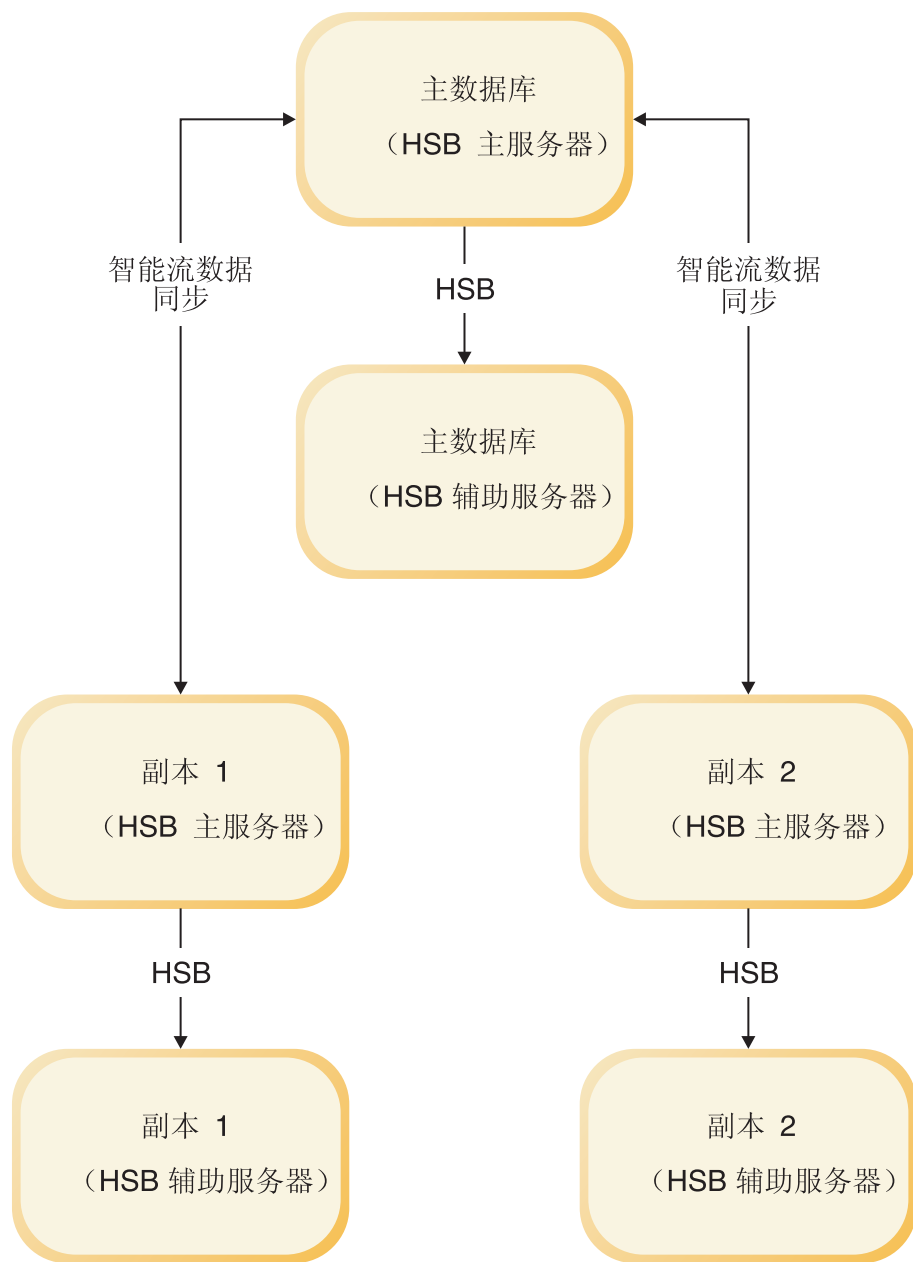 主数据库
（HSB 主服务器）
智能流数据
同步
HSB
智能流数据
同步
主数据库
（HSB 辅助服务器）
副本 1
（HSB 主服务器）
副本 2
（HSB 主服务器）
HSB
HSB
副本 1
（HSB 辅助服务器）
副本 2
（HSB 辅助服务器）